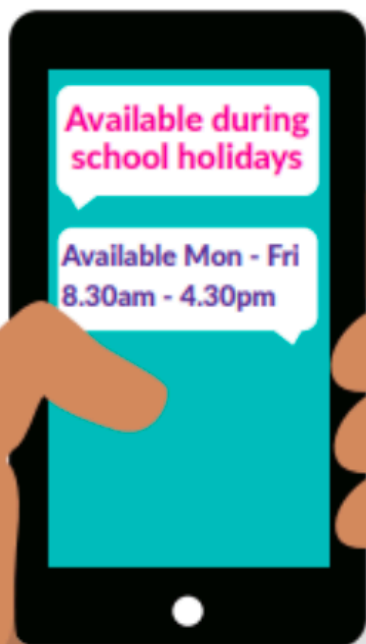 Available during
school holidays
Available Mon - Fri
8.30am - 4.30pm